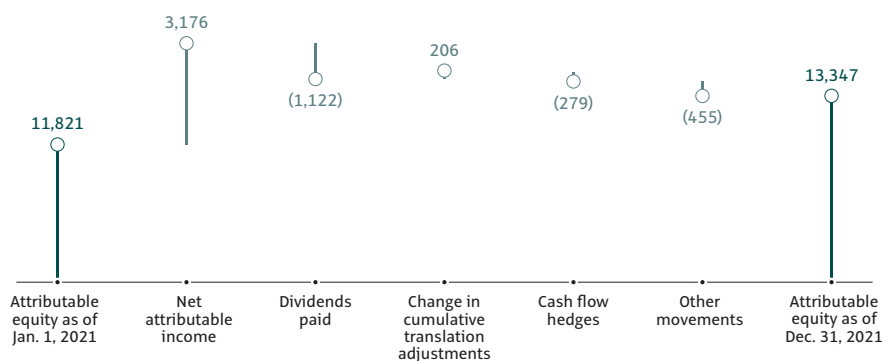 3,176
206
13,347
(1,122)
(279)
(455)
11,821
Attributable
equity as of
Jan. 1, 2021
Net
attributable
income
Dividends
paid
Change in
cumulative
translation
adjustments
Cash flow
hedges
Other
movements
Attributable
equity as of
Dec. 31, 2021